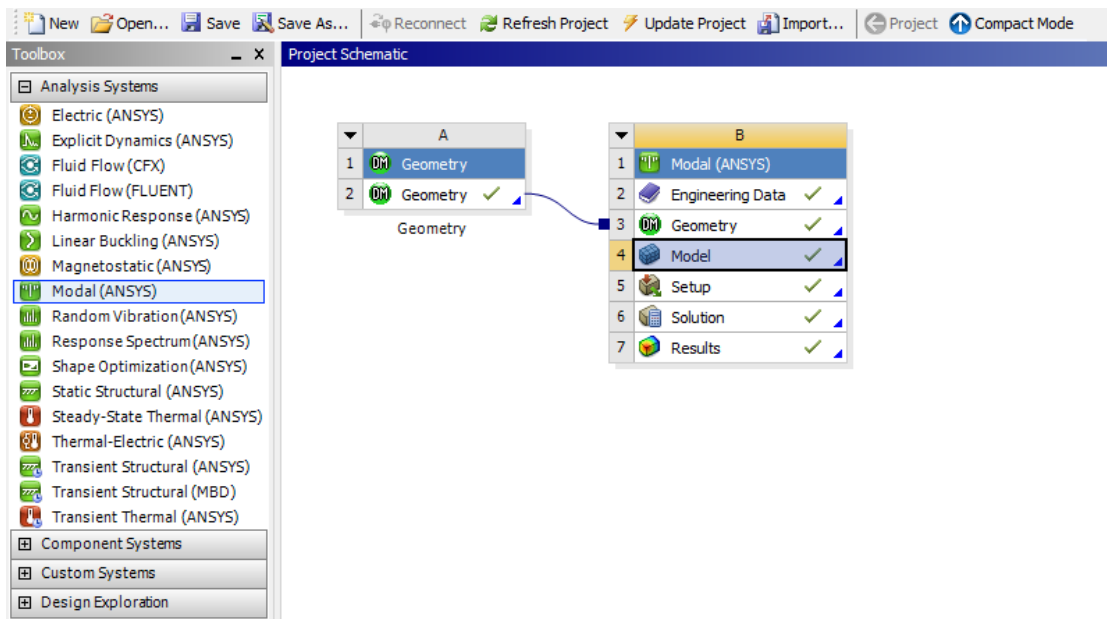 New Open... Save Save As... Reconnect Refresh Project Update Project Import... Project Compact Mode
Toolbox
Analysis Systems
Electric (ANSYS)
Explicit Dynamics (ANSYS)
Fluid Flow (CFX)
Fluid Flow (FLUENT)
Harmonic Response (ANSYS)
Linear Buckling (ANSYS)
Magnetostatic (ANSYS)
Modal (ANSYS)
Random Vibration (ANSYS)
Response Spectrum (ANSYS)
Shape Optimization (ANSYS)
Static Structural (ANSYS)
Steady-State Thermal (ANSYS)
Thermal-Electric (ANSYS)
Transient Structural (ANSYS)
Transient Structural (MBD)
Transient Thermal (ANSYS)
Component Systems
Custom Systems
Design Exploration
Project Schematic
A
1 DM Geometry
2 DM Geometry
Geometry
B
1 Modal (ANSYS)
2 Engineering Data
3 DM Geometry
4 Model
5 Setup
6 Solution
7 Results